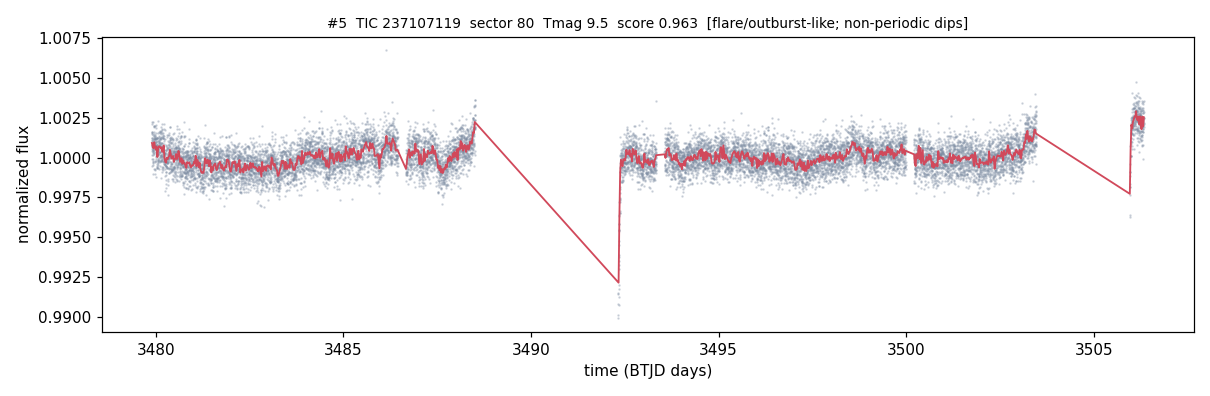 #5  TIC 237107119  sector 80  Tmag 9.5  score 0.963  [flare/outburst-like; non-periodic dips]
normalized flux
1.0075
1.0050
1.0025
1.0000
0.9975
0.9950
0.9925
0.9900
3480 3485 3490 3495 3500 3505
time (BTJD days)